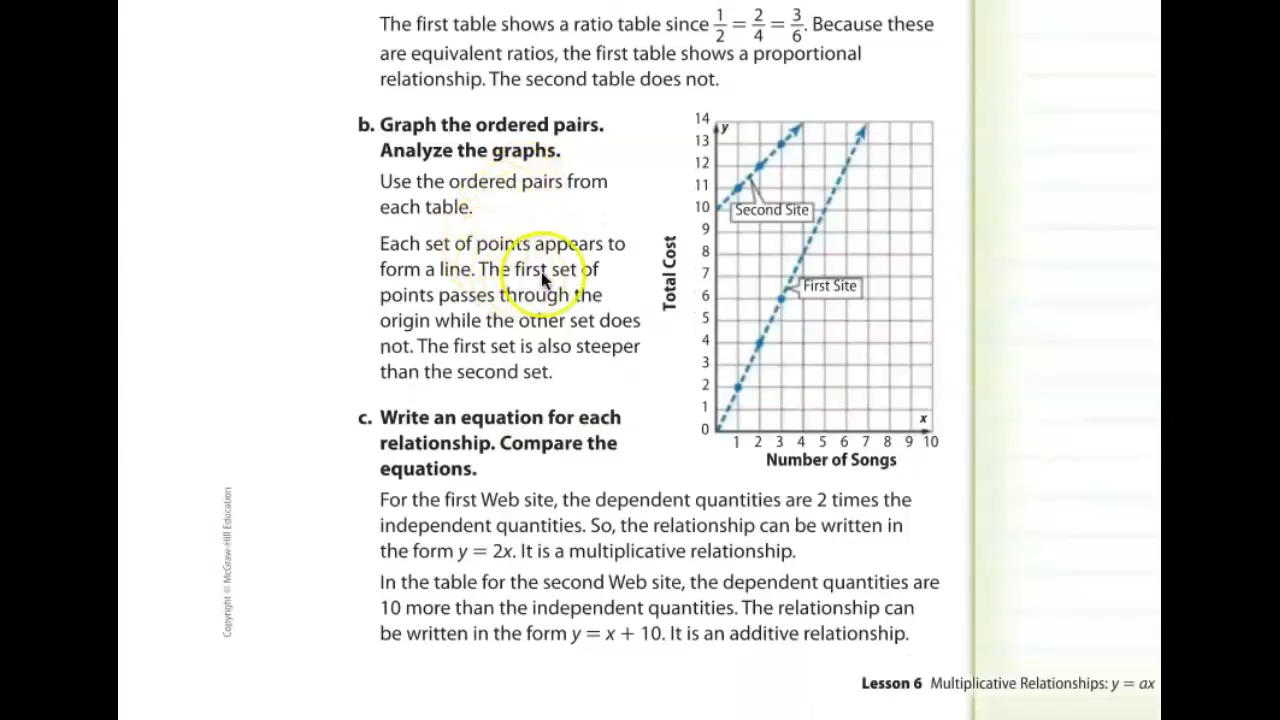 The first table shows a ratio table since 1/2 = 2/4 = 3/6. Because these
are equivalent ratios, the first table shows a proportional
relationship. The second table does not.
b. Graph the ordered pairs.
Analyze the graphs.
Use the ordered pairs from
each table.
Each set of points appears to
form a line. The first set of
points passes through the
origin while the other set does
not. The first set is also steeper
than the second set.
14
13
12
11
10
9
8
7
6
5
4
3
2
1
0
y
Second Site
First Site
Total Cost
x
1 2 3 4 5 6 7 8 9 10
Number of Songs
c. Write an equation for each
relationship. Compare the
equations.
For the first Web site, the dependent quantities are 2 times the
independent quantities. So, the relationship can be written in
the form y = 2x. It is a multiplicative relationship.
In the table for the second Web site, the dependent quantities are
10 more than the independent quantities. The relationship can
be written in the form y = x + 10. It is an additive relationship.
Copyright © McGraw-Hill Education
Lesson 6 Multiplicative Relationships: y = ax